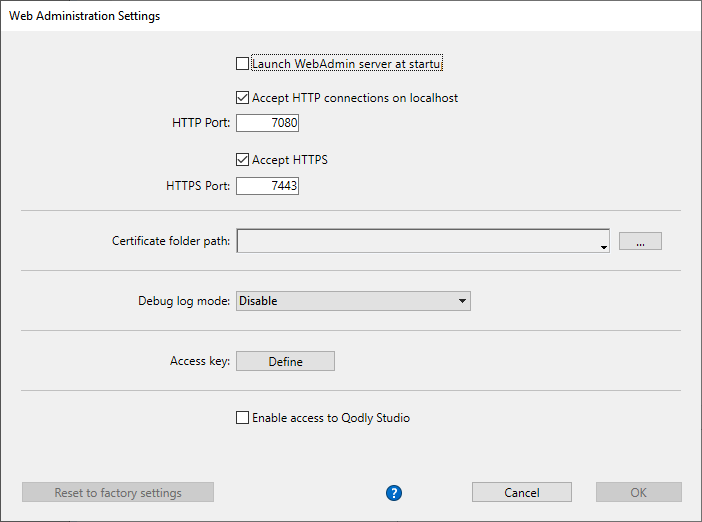 Web Administration Settings
Launch WebAdmin server at startu
Accept HTTP connections on localhost
HTTP Port: 7080
Accept HTTPS
HTTPS Port: 7443
Certificate folder path: ...
Debug log mode: Disable
Access key: Define
Enable access to Qodly Studio
Reset to factory settings ? Cancel OK